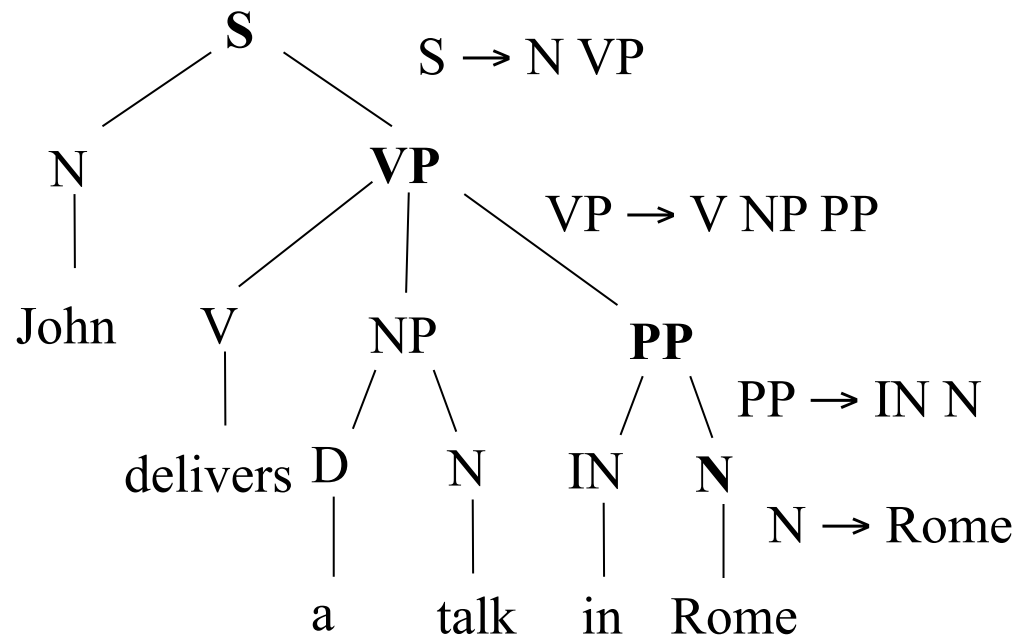 S
S → N VP
N
VP
VP → V NP PP
John
V
NP
PP
PP → IN N
delivers
D
N
IN
N
N → Rome
a
talk
in
Rome